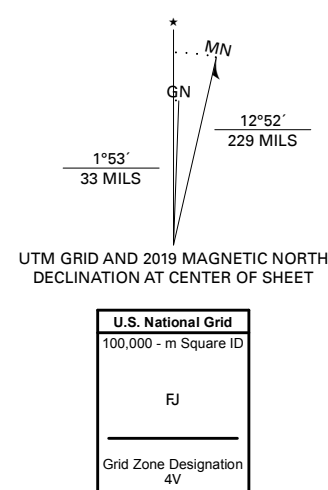 ★
MN
GN
12°52´
229 MILS
1°53´
33 MILS
UTM GRID AND 2019 MAGNETIC NORTH
DECLINATION AT CENTER OF SHEET
U.S. National Grid
100,000 - m Square ID
FJ
Grid Zone Designation
4V